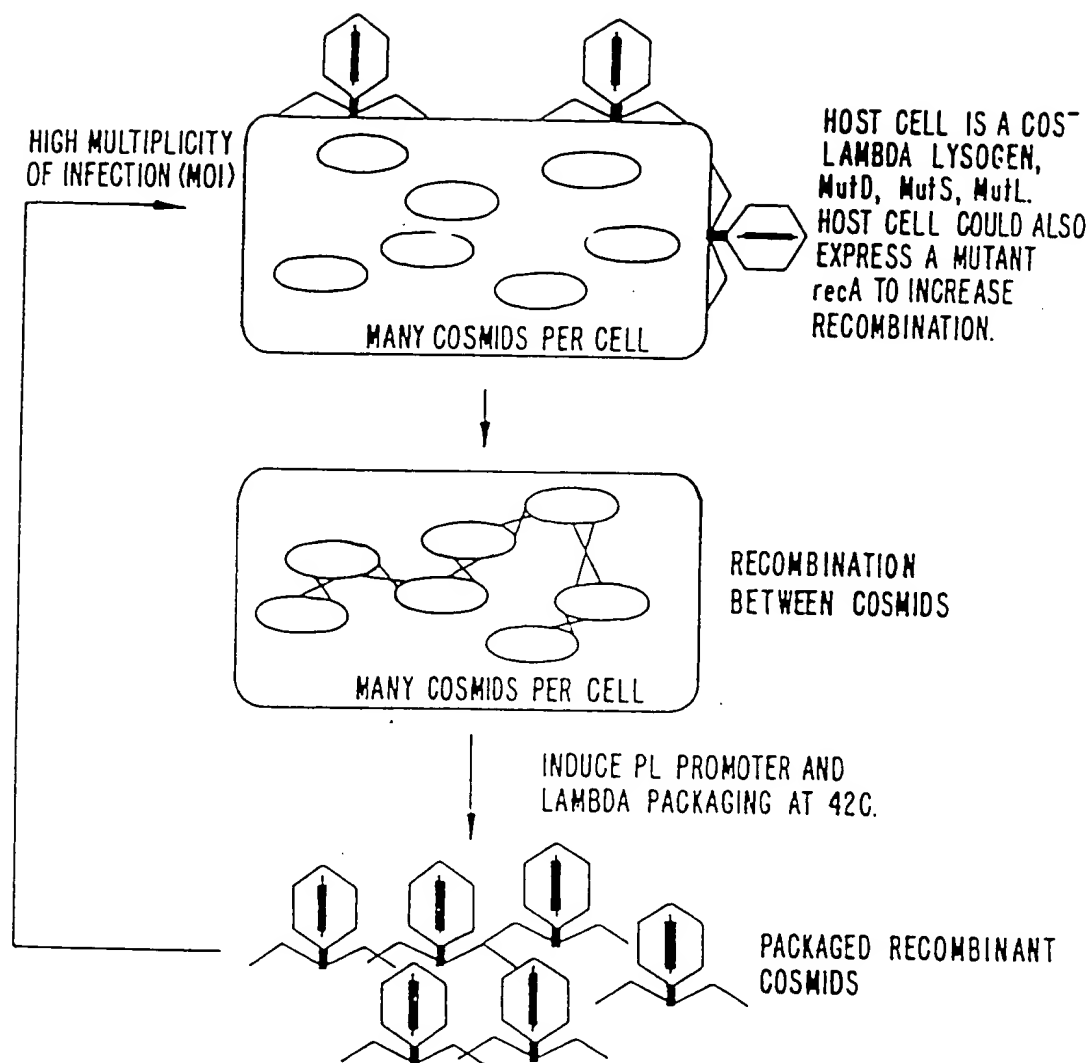 HIGH MULTIPLICITY
OF INFECTION (MOI)
HOST CELL IS A COS⁻
LAMBDA LYSOGEN,
MutD, MutS, MutL.
HOST CELL COULD ALSO
EXPRESS A MUTANT
recA TO INCREASE
RECOMBINATION.
MANY COSMIDS PER CELL
RECOMBINATION
BETWEEN COSMIDS
MANY COSMIDS PER CELL
INDUCE PL PROMOTER AND
LAMBDA PACKAGING AT 42C.
PACKAGED RECOMBINANT
COSMIDS